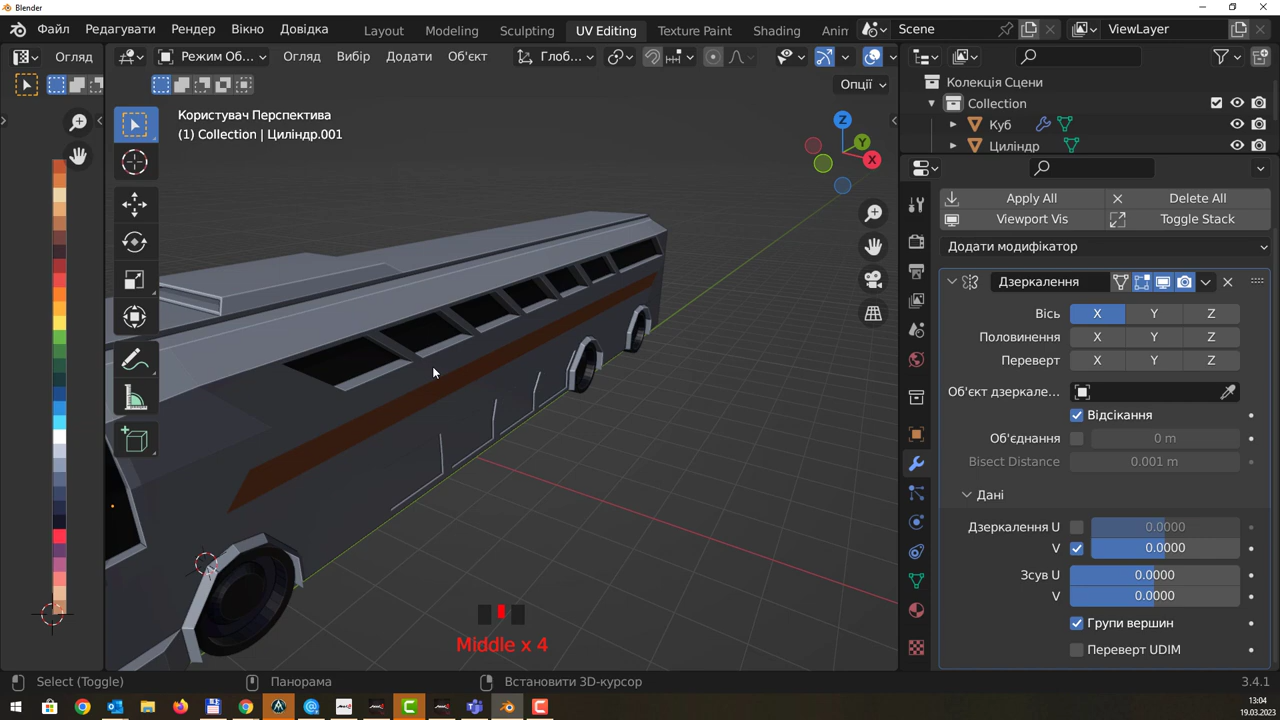 Blender
Файл Редагувати Рендер Вікно Довідка Layout Modeling Sculpting UV Editing Texture Paint Shading Anim Scene ViewLayer
Огляд Режим Об'... Огляд Вибір Додати Об'єкт Глоб...
Опції
Користувач Перспектива
(1) Collection | Циліндр.001
Z
Y
X
Колекція Сцени
Collection
Куб
Циліндр
Apply All Delete All
Viewport Vis Toggle Stack
Додати модифікатор
Дзеркалення
Вісь X Y Z
Половинення X Y Z
Переверт X Y Z
Об'єкт дзеркале...
Відсікання
Об'єднання 0 m
Bisect Distance 0.001 m
Дані
Дзеркалення U 0.0000
V 0.0000
Зсув U 0.0000
V 0.0000
Групи вершин
Переверт UDIM
Middle x 4
Select (Toggle) Панорама Встановити 3D-курсор 3.4.1
13:04
19.03.2023